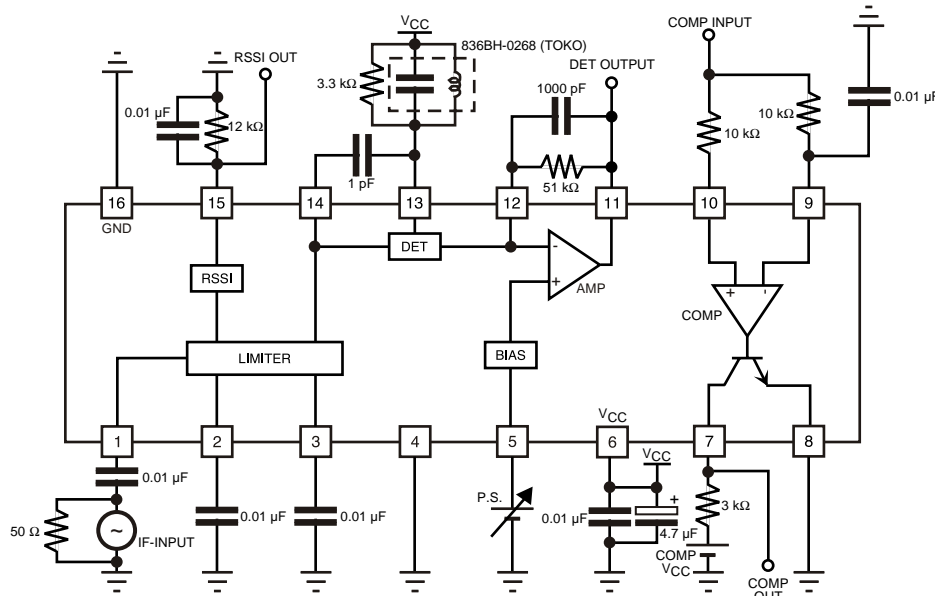 VCC
COMP INPUT
836BH-0268 (TOKO)
RSSI OUT
DET OUTPUT
3.3 kΩ
1000 pF
0.01 µF
0.01 µF
12 kΩ
10 kΩ
10 kΩ
1 pF
51 kΩ
16
15
14
13
12
11
10
9
GND
DET
-
+
AMP
RSSI
+
-
COMP
LIMITER
BIAS
VCC
1
2
3
4
5
6
7
8
VCC
0.01 µF
0.01 µF
0.01 µF
P.S.
+
0.01 µF
4.7 µF
3 kΩ
50 Ω
~
IF-INPUT
COMP
VCC
COMP
OUT